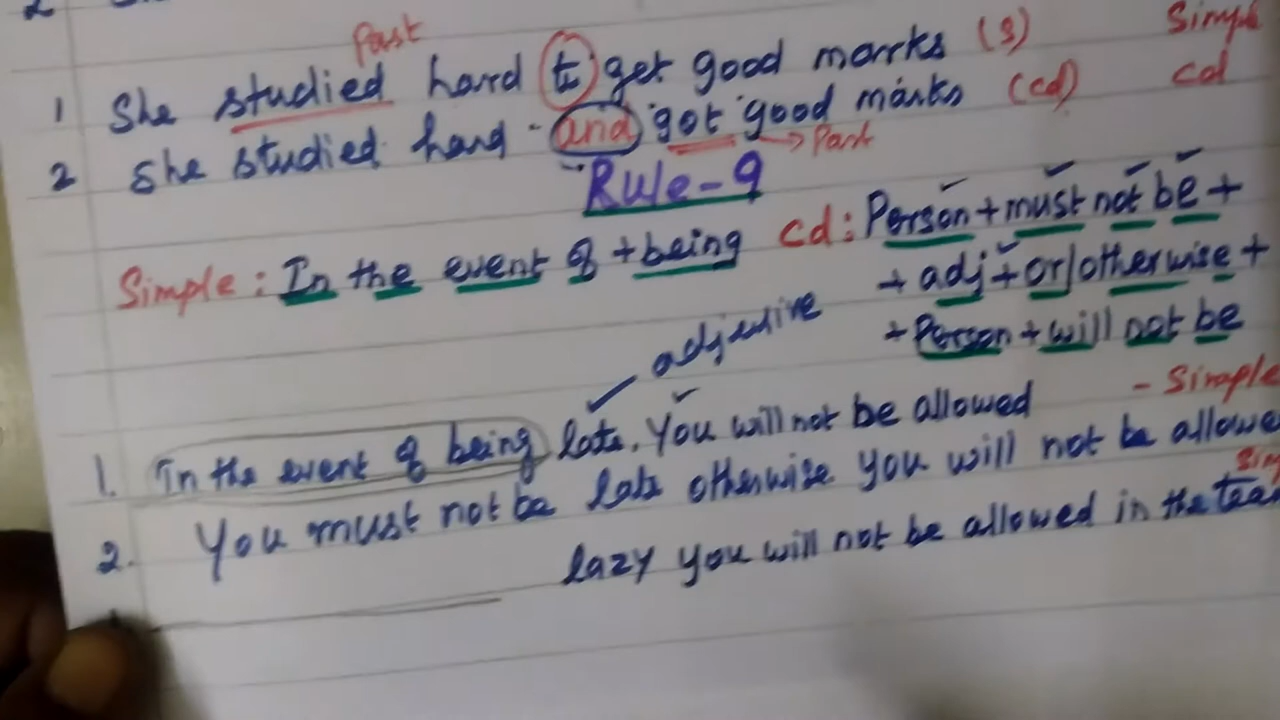 Past
1 She studied hard to get good marks (s) Simple
2 She studied hard and got good marks (cd) cd
→ Past
Rule-9
Simple : In the event of + being cd : Person + must not be +
+ adj + or/otherwise +
+ Person + will not be
adjective
- Simple
1. In the event of being late, You will not be allowed
You must not be late otherwise you will not be allowe
Sim
2. lazy you will not be allowed in the tea